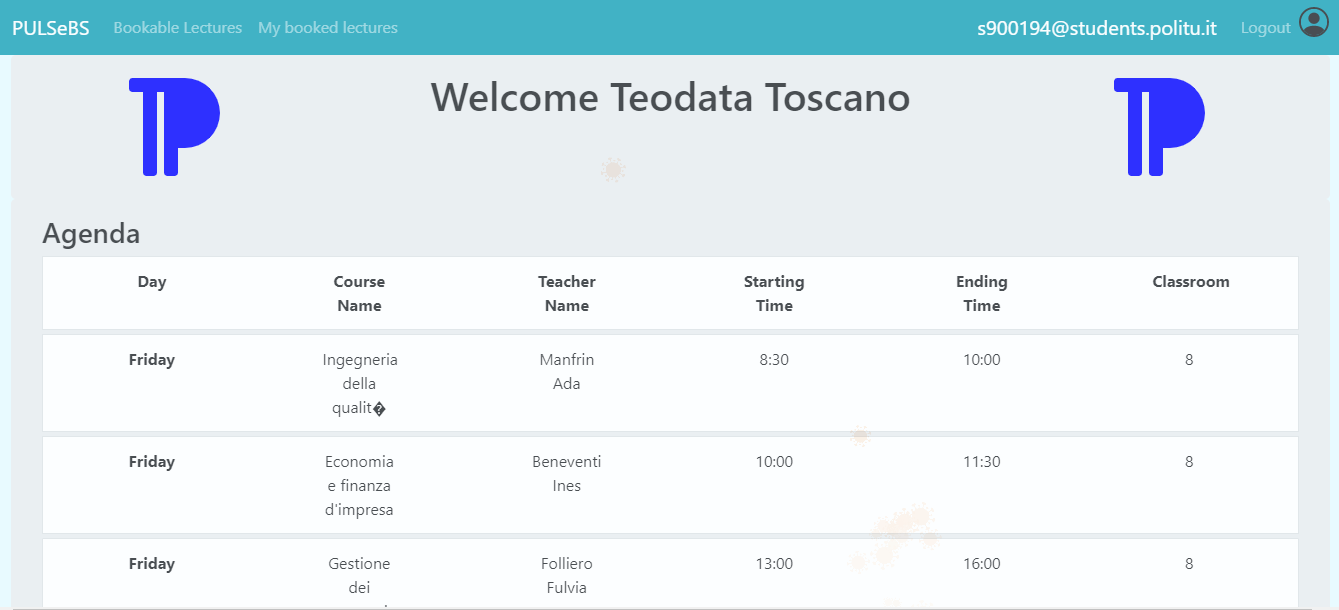 PULSeBS Bookable Lectures My booked lectures s900194@students.politu.it Logout
Welcome Teodata Toscano
Agenda
Day Course Teacher Starting Ending Classroom
Name Name Time Time
Friday Ingegneria Manfrin 8:30 10:00 8
della Ada
qualit�
Friday Economia Beneventi 10:00 11:30 8
e finanza Ines
d'impresa
Friday Gestione Folliero 13:00 16:00 8
dei Fulvia